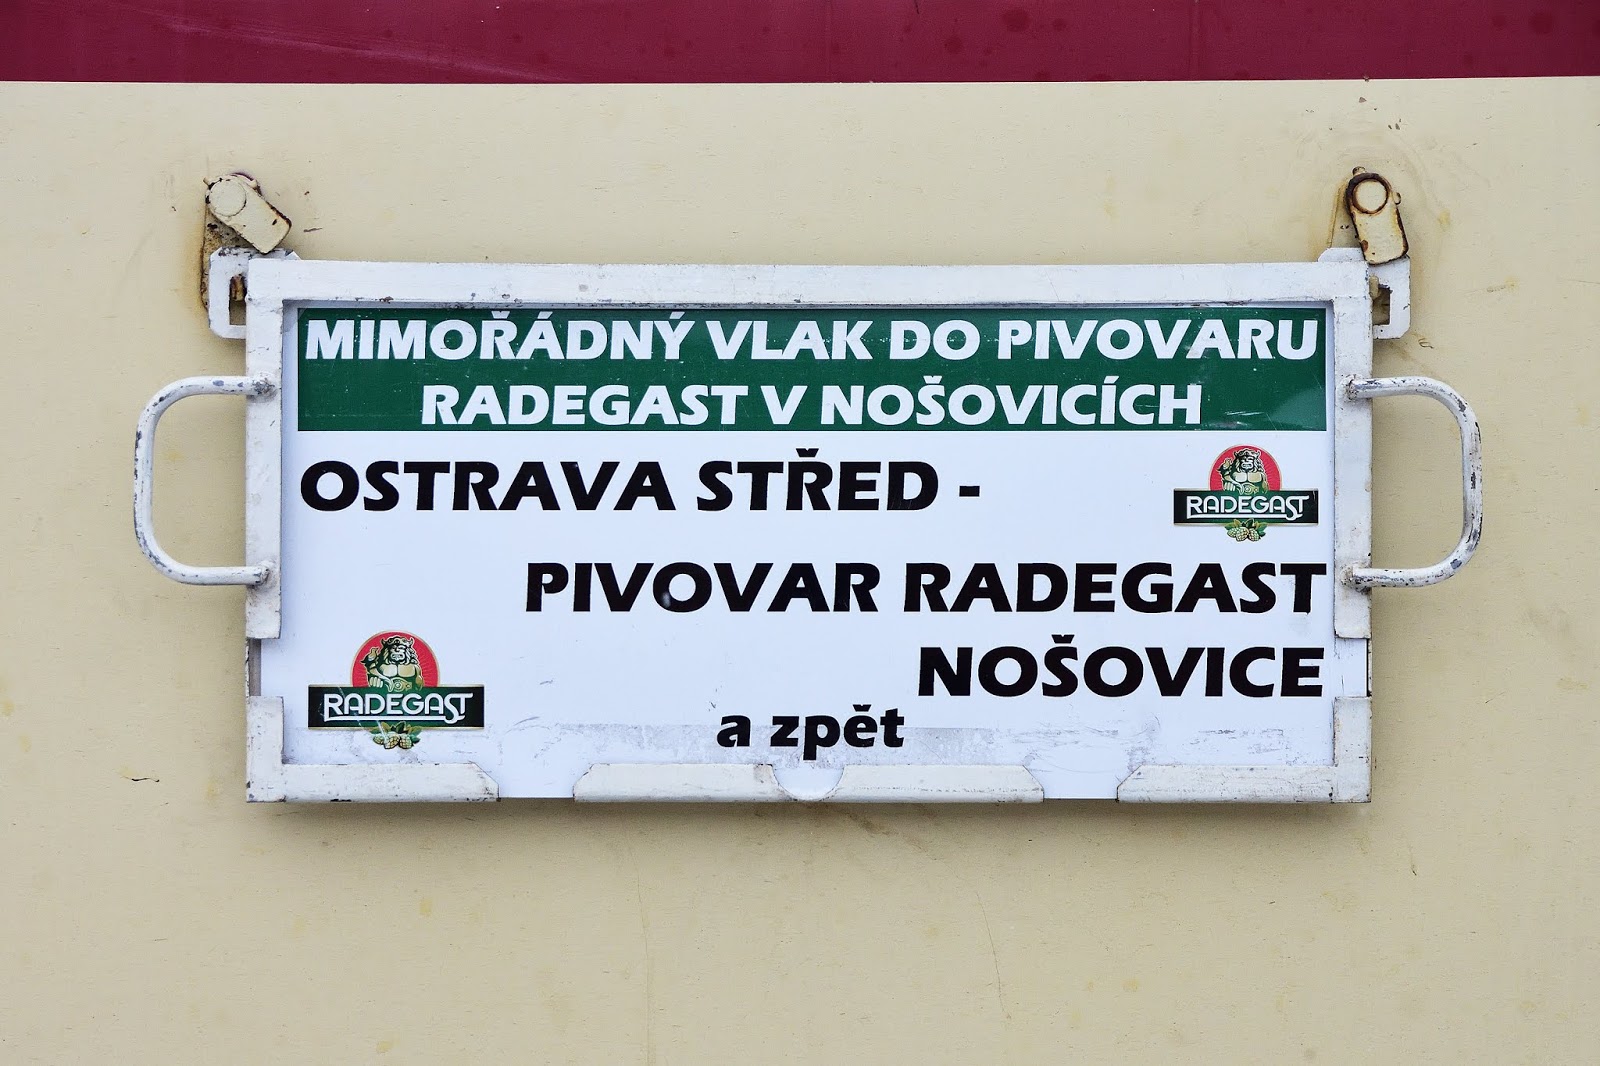 MIMOŘÁDNÝ VLAK DO PIVOVARU
RADEGAST V NOŠOVICÍCH
OSTRAVA STŘED -
RADEGAST
PIVOVAR RADEGAST
NOŠOVICE
RADEGAST
a zpět